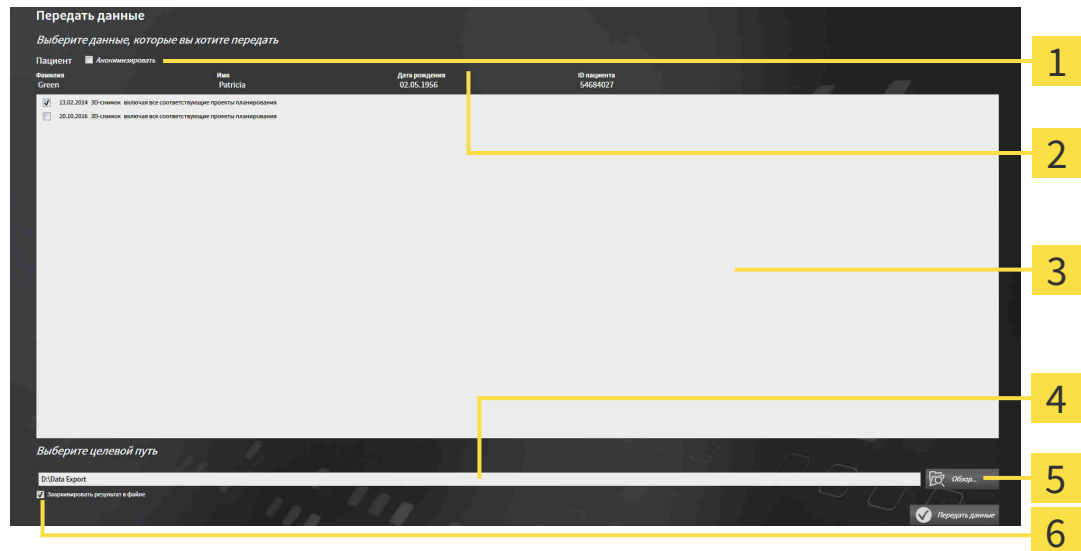 Передать данные
Выберите данные, которые вы хотите передать
Пациент Анонимизировать
Фамилия Имя Дата рождения ID пациента
Green Patricia 02.05.1956 54684027
13.02.2014 3D-снимок включая все соответствующие проекты планирования
20.10.2016 3D-снимок включая все соответствующие проекты планирования
Выберите целевой путь
D:\Data Export
Обзор...
Заархивировать результат в файле
Передать данные
1
2
3
4
5
6